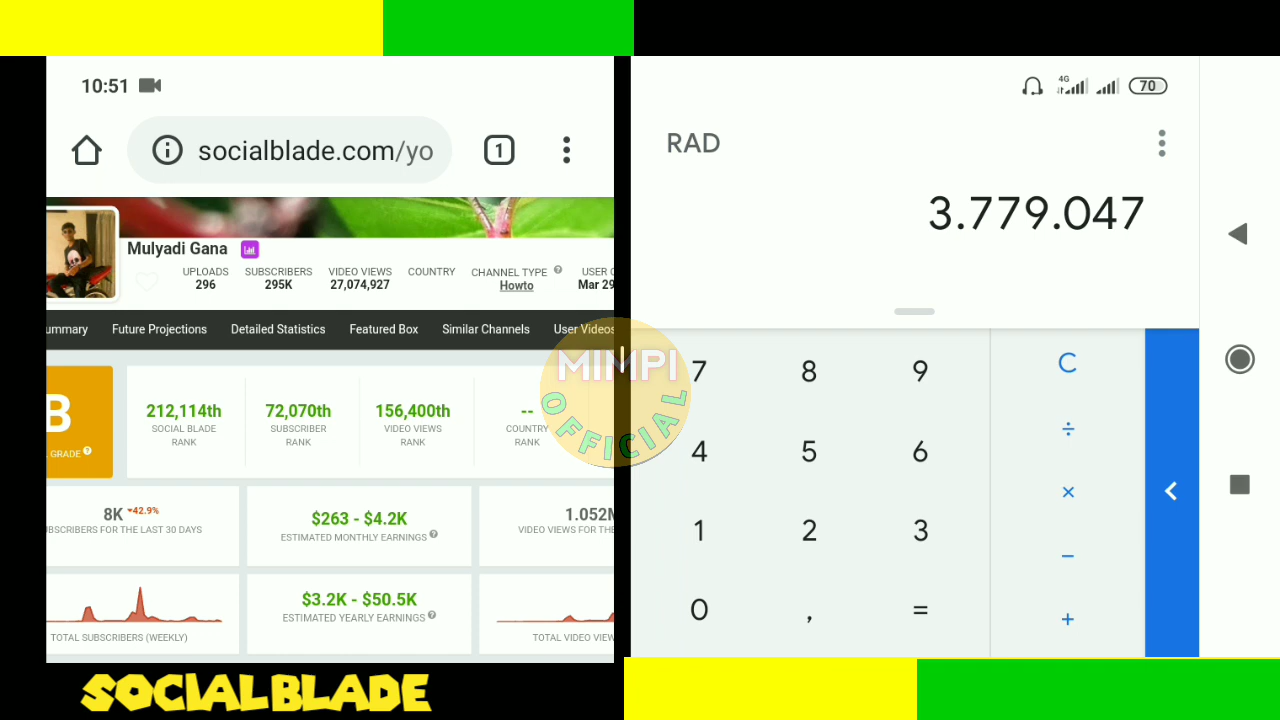 10:51
socialblade.com/yo
1
Mulyadi Gana
UPLOADS
296
SUBSCRIBERS
295K
VIDEO VIEWS
27,074,927
COUNTRY
CHANNEL TYPE ?
Howto
USER C
Mar 29
ummary Future Projections Detailed Statistics Featured Box Similar Channels User Videos
B
L GRADE ?
212,114th
SOCIAL BLADE
RANK
72,070th
SUBSCRIBER
RANK
156,400th
VIDEO VIEWS
RANK
--
COUNTRY
RANK
8K 42.9%
UBSCRIBERS FOR THE LAST 30 DAYS
$263 - $4.2K
ESTIMATED MONTHLY EARNINGS ?
1.052M
VIDEO VIEWS FOR THE
TOTAL SUBSCRIBERS (WEEKLY)
$3.2K - $50.5K
ESTIMATED YEARLY EARNINGS ?
TOTAL VIDEO VIEW
SOCIALBLADE
MIMPI
OFFICIAL
4G
70
RAD
3.779.047
7 8 9 C
÷
4 5 6 ×
1 2 3 −
0 , = +